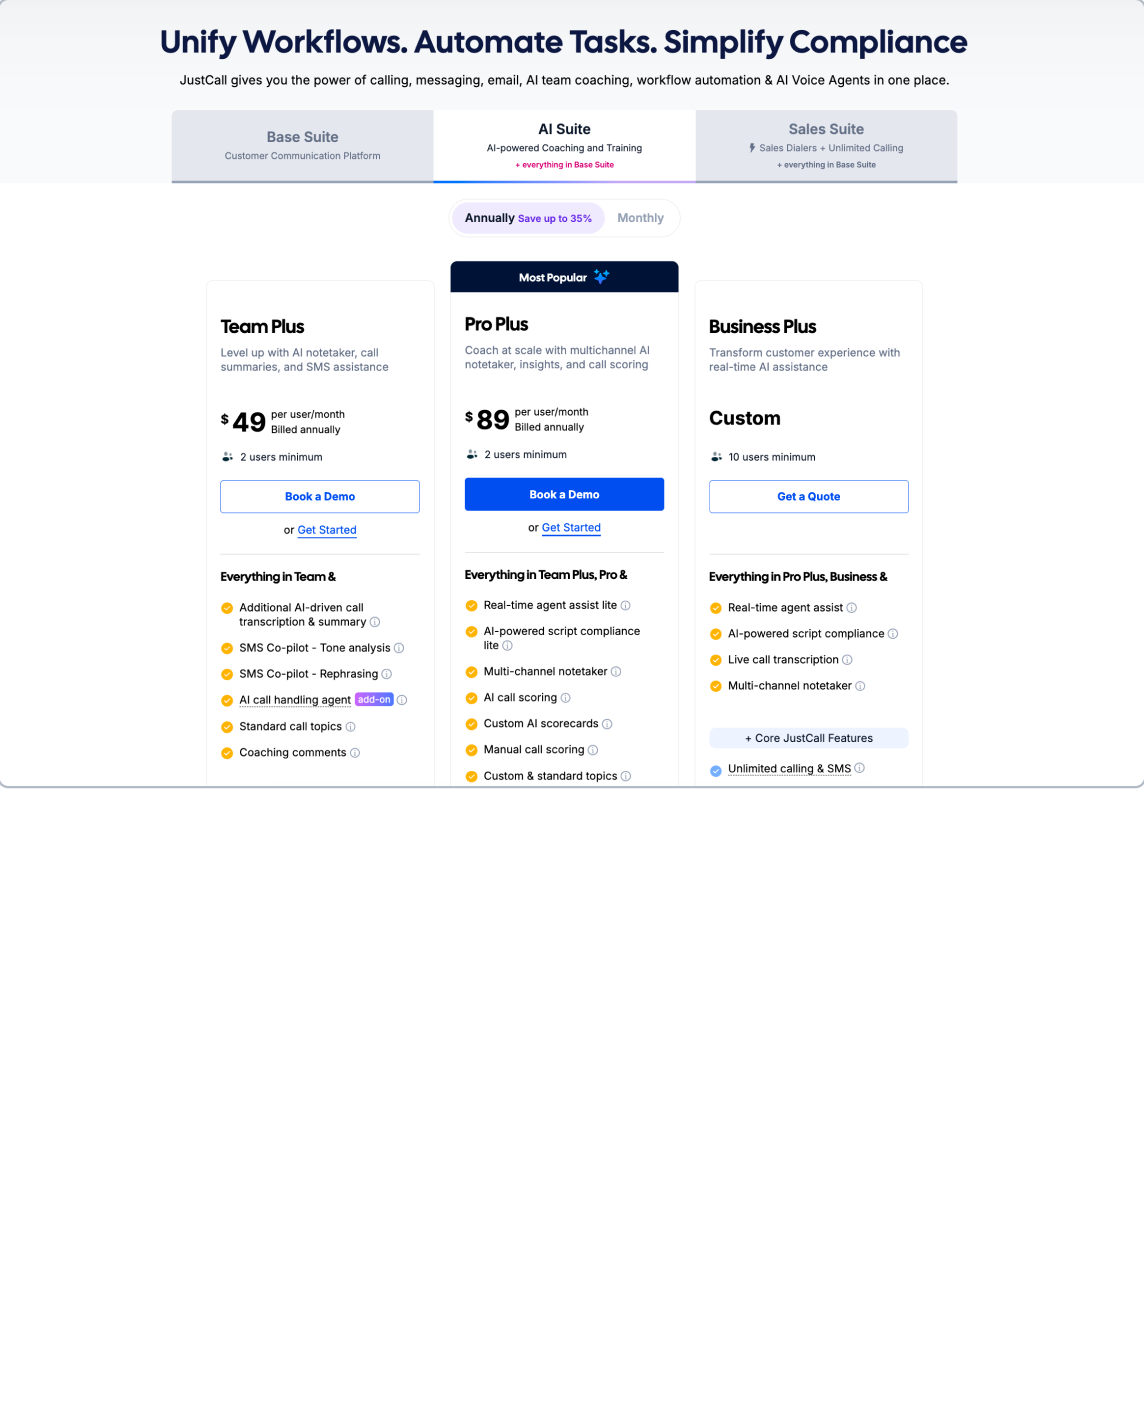 Unify Workflows. Automate Tasks. Simplify Compliance
JustCall gives you the power of calling, messaging, email, AI team coaching, workflow automation & AI Voice Agents in one place.
Base Suite
Customer Communication Platform
AI Suite
AI-powered Coaching and Training
+ everything in Base Suite
Sales Suite
Sales Dialers + Unlimited Calling
+ everything in Base Suite
Annually Save up to 35%
Monthly
Team Plus
Level up with AI notetaker, call
summaries, and SMS assistance
$ 49 per user/month
Billed annually
2 users minimum
Book a Demo
or Get Started
Everything in Team &
Additional AI-driven call
transcription & summary
SMS Co-pilot - Tone analysis
SMS Co-pilot - Rephrasing
AI call handling agent add-on
Standard call topics
Coaching comments
Most Popular
Pro Plus
Coach at scale with multichannel AI
notetaker, insights, and call scoring
$ 89 per user/month
Billed annually
2 users minimum
Book a Demo
or Get Started
Everything in Team Plus, Pro &
Real-time agent assist lite
AI-powered script compliance
lite
Multi-channel notetaker
AI call scoring
Custom AI scorecards
Manual call scoring
Custom & standard topics
Business Plus
Transform customer experience with
real-time AI assistance
Custom
10 users minimum
Get a Quote
Everything in Pro Plus, Business &
Real-time agent assist
AI-powered script compliance
Live call transcription
Multi-channel notetaker
+ Core JustCall Features
Unlimited calling & SMS